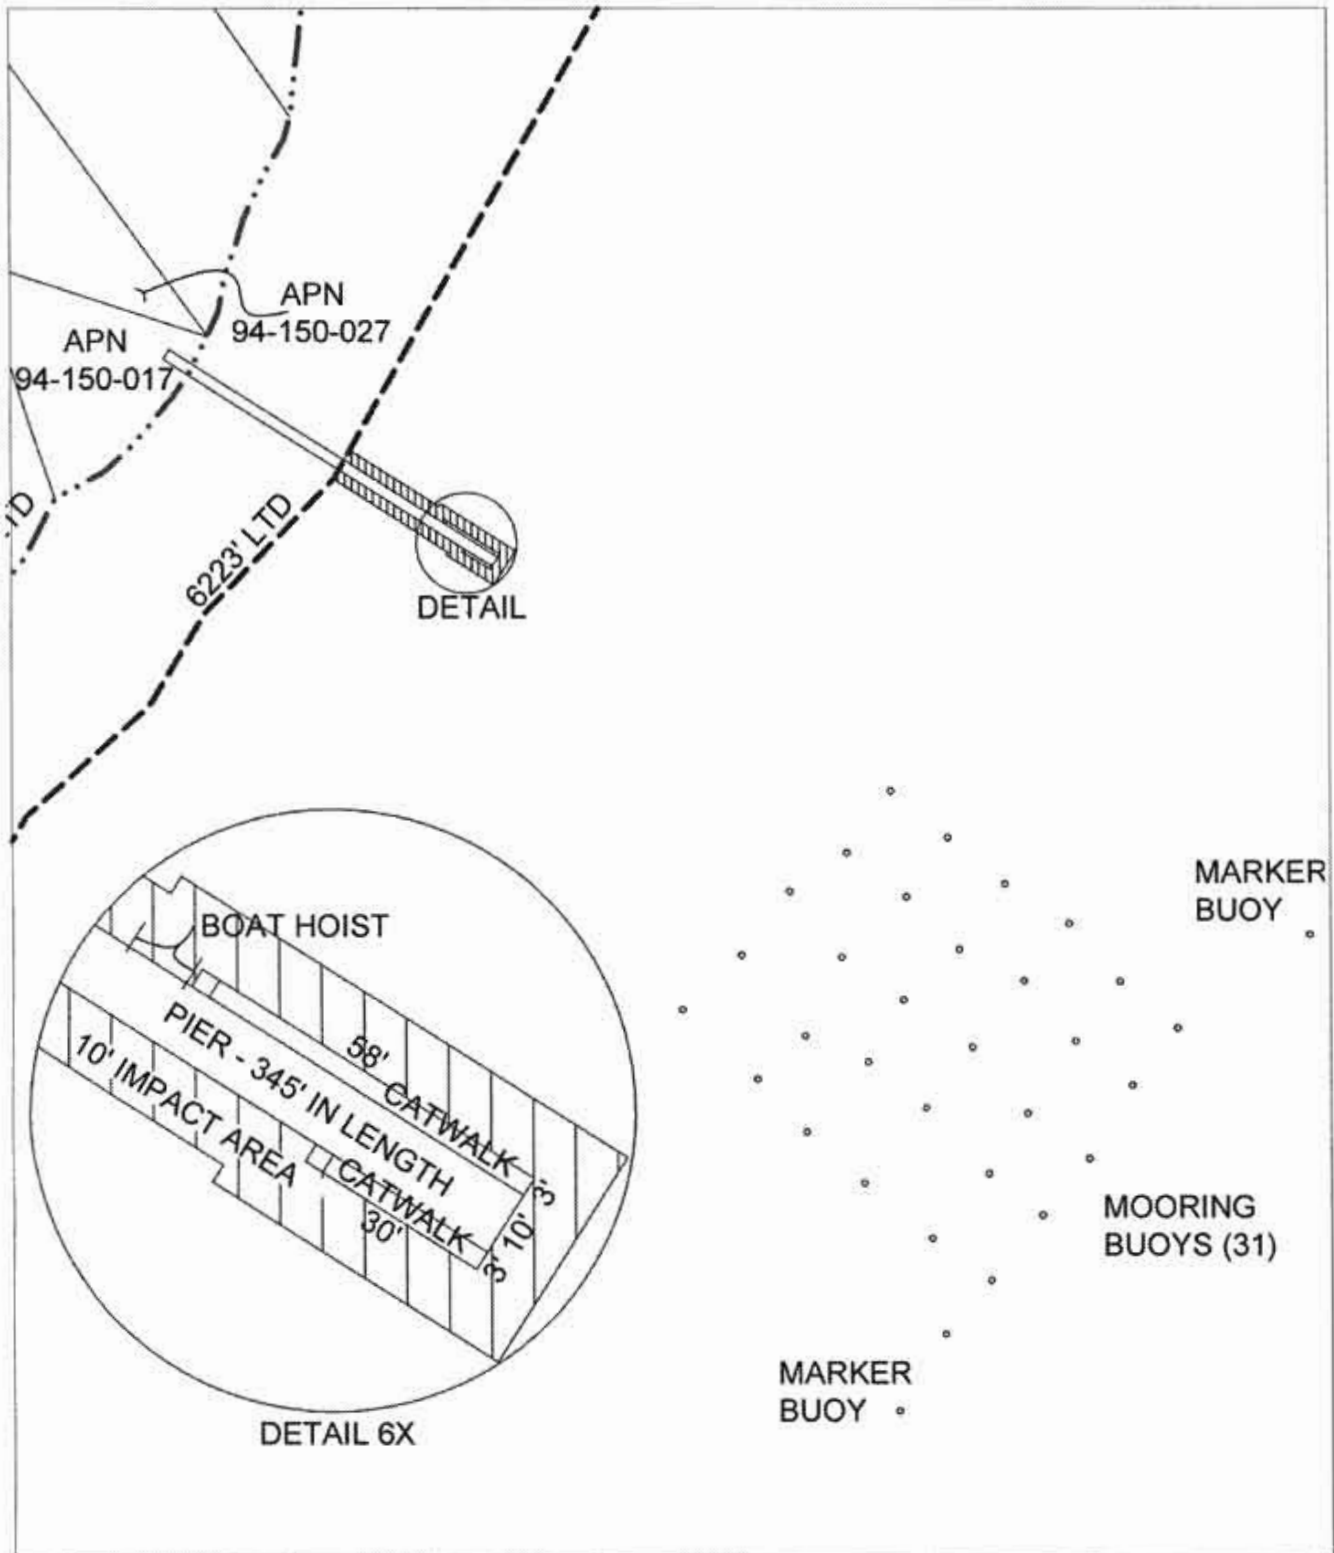 APN
94-150-027
APN
94-150-017
TD
6223' LTD
DETAIL
MARKER
BUOY
BOAT HOIST
58'
CATWALK
PIER - 345' IN LENGTH
10' IMPACT AREA
CATWALK
30'
3'
10'
3'
MOORING
BUOYS (31)
MARKER
BUOY
DETAIL 6X